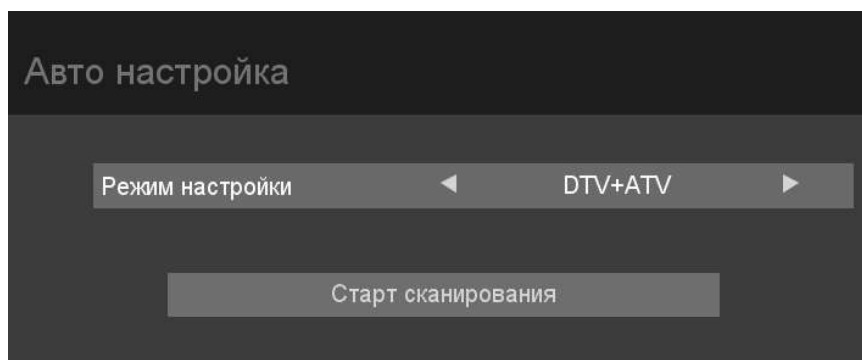 Авто настройка
Режим настройки DTV+ATV
Старт сканирования